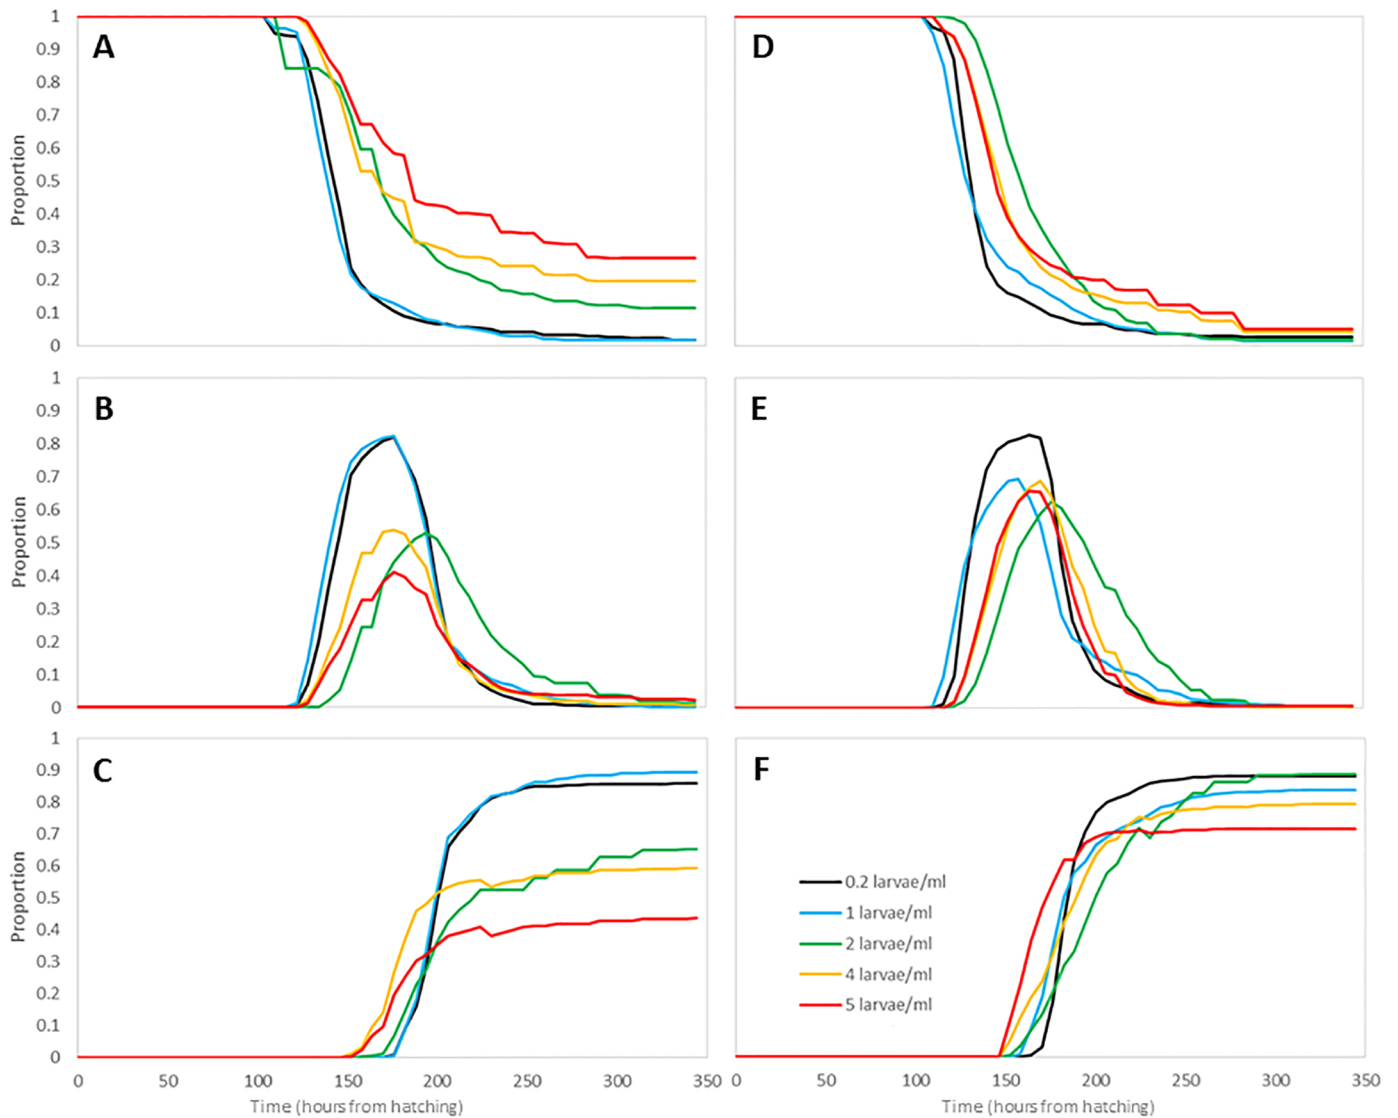 A
1
0.9
0.8
0.7
0.6
0.5
0.4
0.3
0.2
0.1
0
Proportion
D
B
1
0.9
0.8
0.7
0.6
0.5
0.4
0.3
0.2
0.1
0
Proportion
E
C
1
0.9
0.8
0.7
0.6
0.5
0.4
0.3
0.2
0.1
0
Proportion
0 50 100 150 200 250 300 350
Time (hours from hatching)
F
0.2 larvae/ml
1 larvae/ml
2 larvae/ml
4 larvae/ml
5 larvae/ml
0 50 100 150 200 250 300 350
Time (hours from hatching)